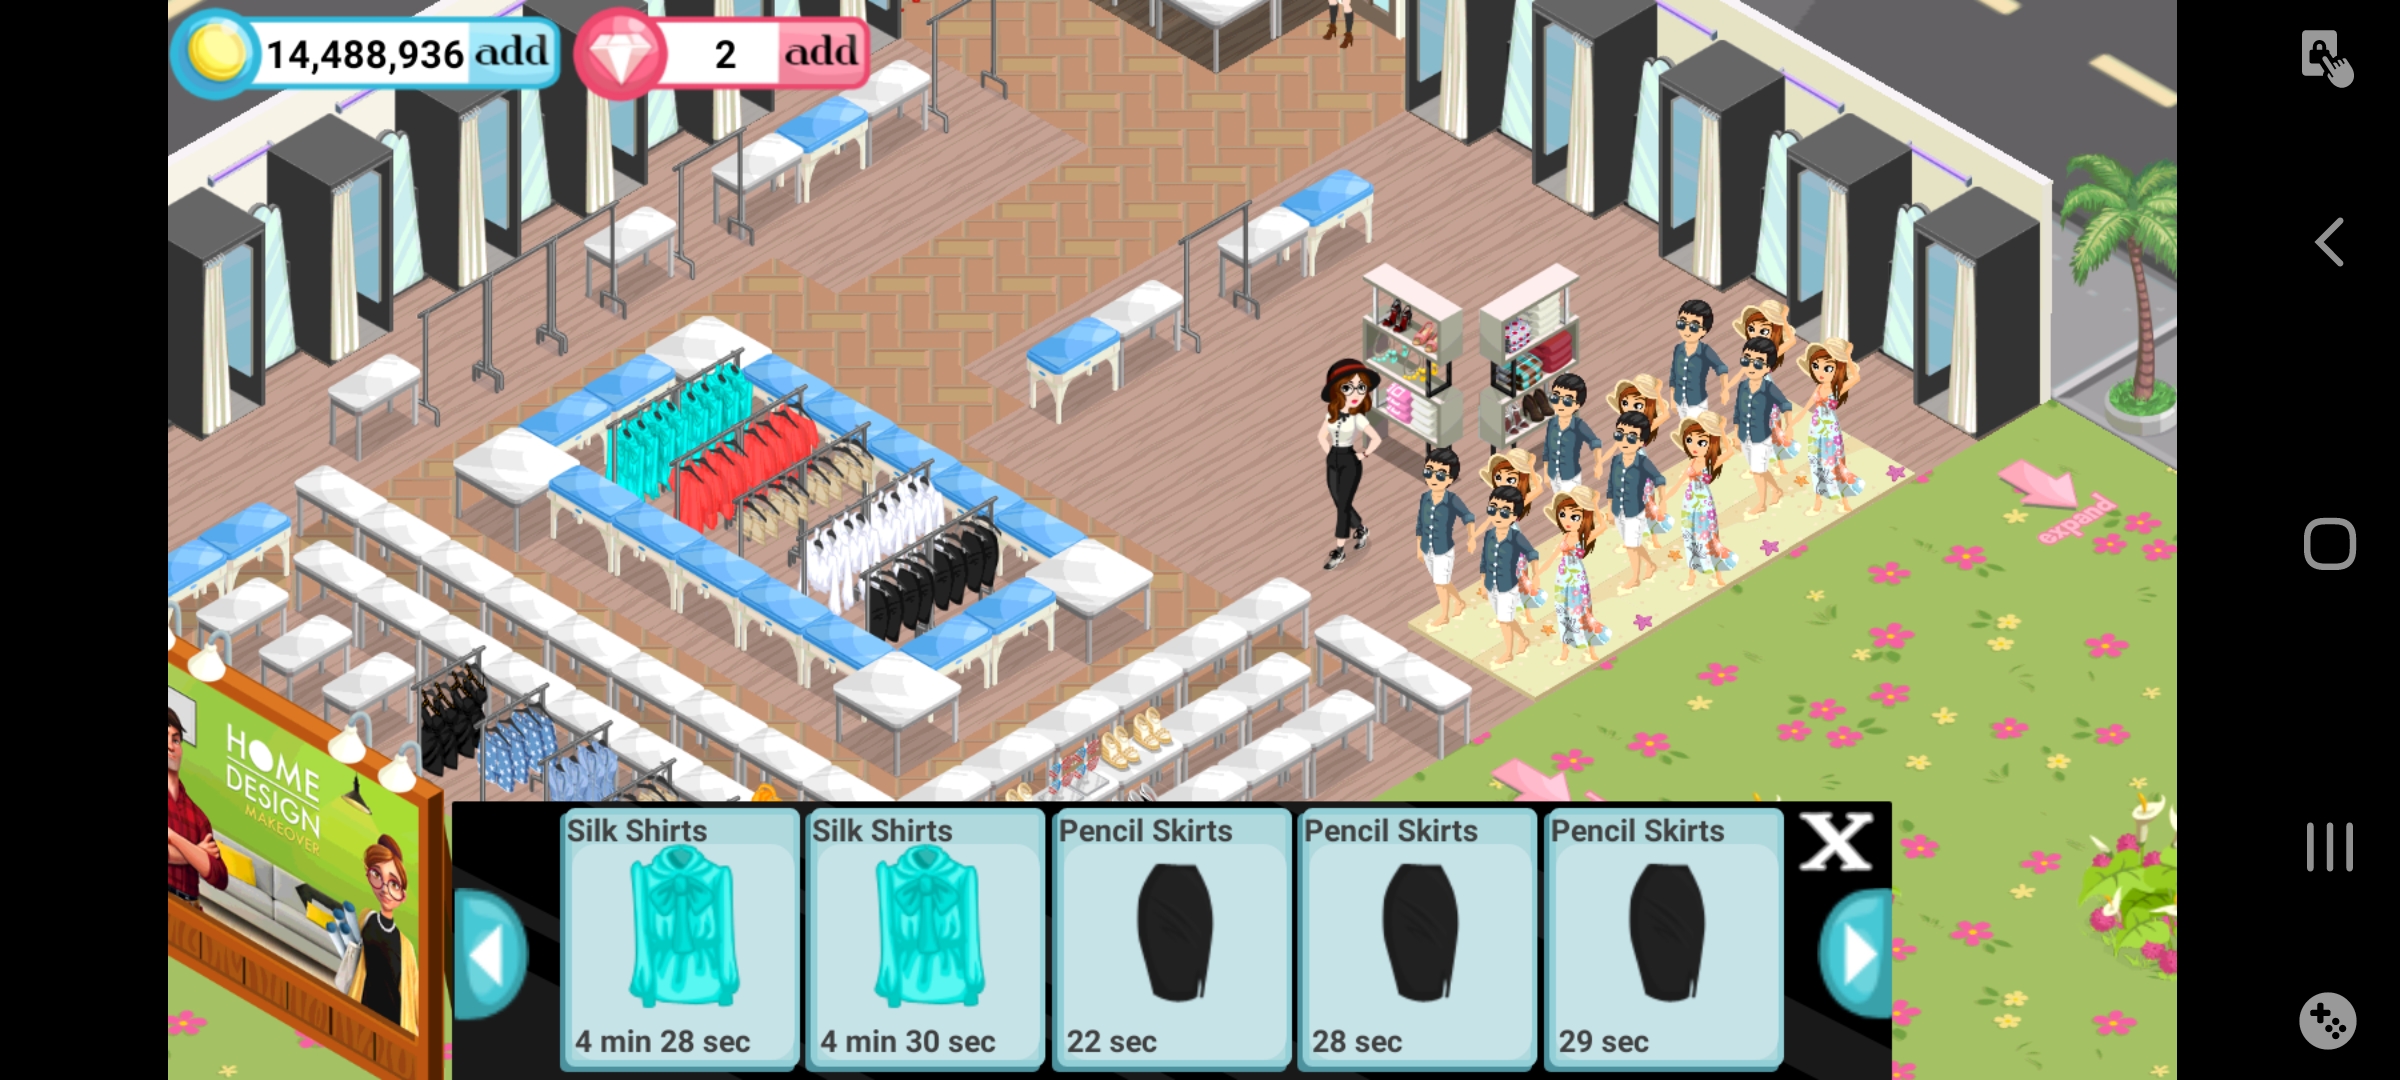 14,488,936 add
2 add
expand
HOME
DESIGN
MAKEOVER
Silk Shirts
4 min 28 sec
Silk Shirts
4 min 30 sec
Pencil Skirts
22 sec
Pencil Skirts
28 sec
Pencil Skirts
29 sec
X